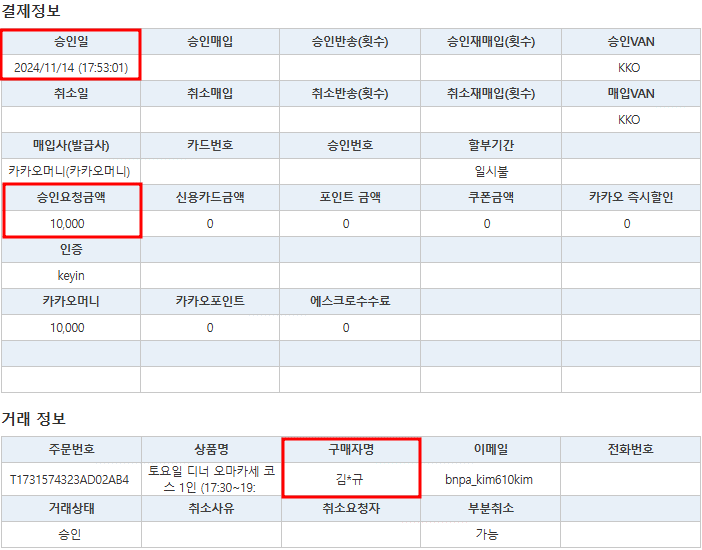 결제정보
승인일 승인매입 승인반송(횟수) 승인재매입(횟수) 승인VAN
2024/11/14 (17:53:01) KKO
취소일 취소매입 취소반송(횟수) 취소재매입(횟수) 매입VAN
KKO
매입사(발급사) 카드번호 승인번호 할부기간
카카오머니(카카오머니) 일시불
승인요청금액 신용카드금액 포인트 금액 쿠폰금액 카카오 즉시할인
10,000 0 0 0 0
인증
keyin
카카오머니 카카오포인트 에스크로수수료
10,000 0 0
거래 정보
주문번호 상품명 구매자명 이메일 전화번호
T1731574323AD02AB4 토요일 디너 오마카세 코
스 1인 (17:30~19: 김*규 bnpa_kim610kim
거래상태 취소사유 취소요청자 부분취소
승인 가능